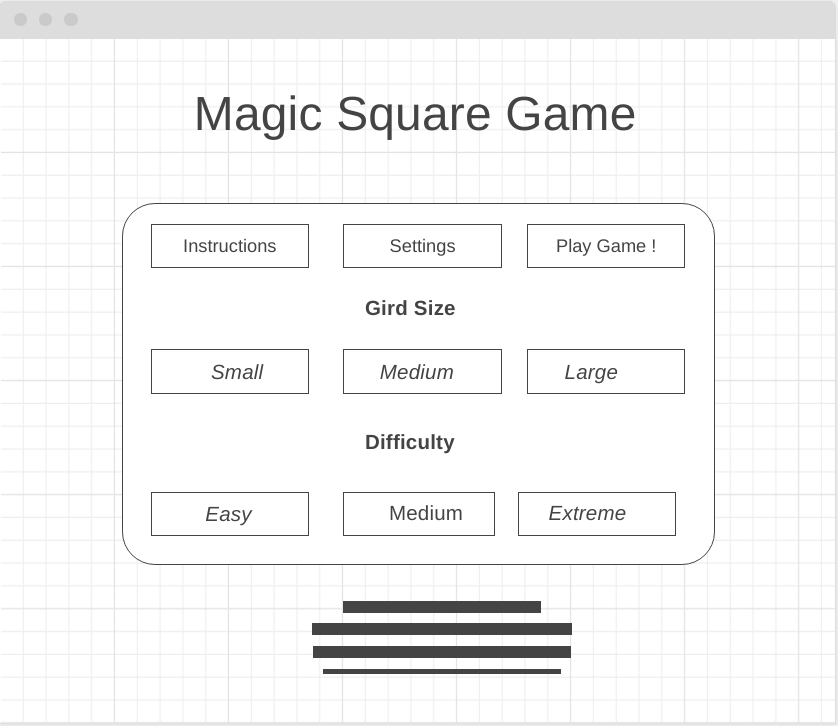 Magic Square Game
Instructions Settings Play Game !
Gird Size
Small Medium Large
Difficulty
Easy Medium Extreme